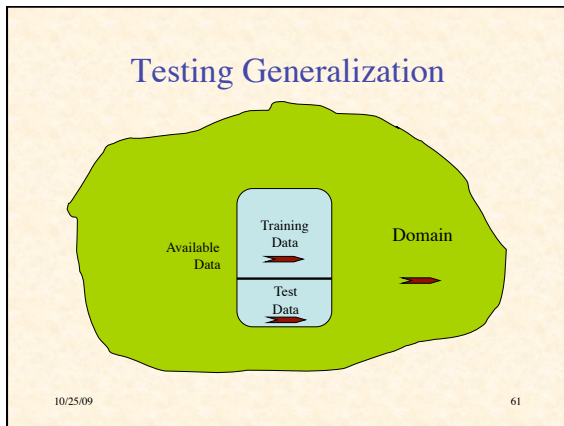 Testing Generalization
Available
Data
Training
Data
Test
Data
Domain
10/25/09
61